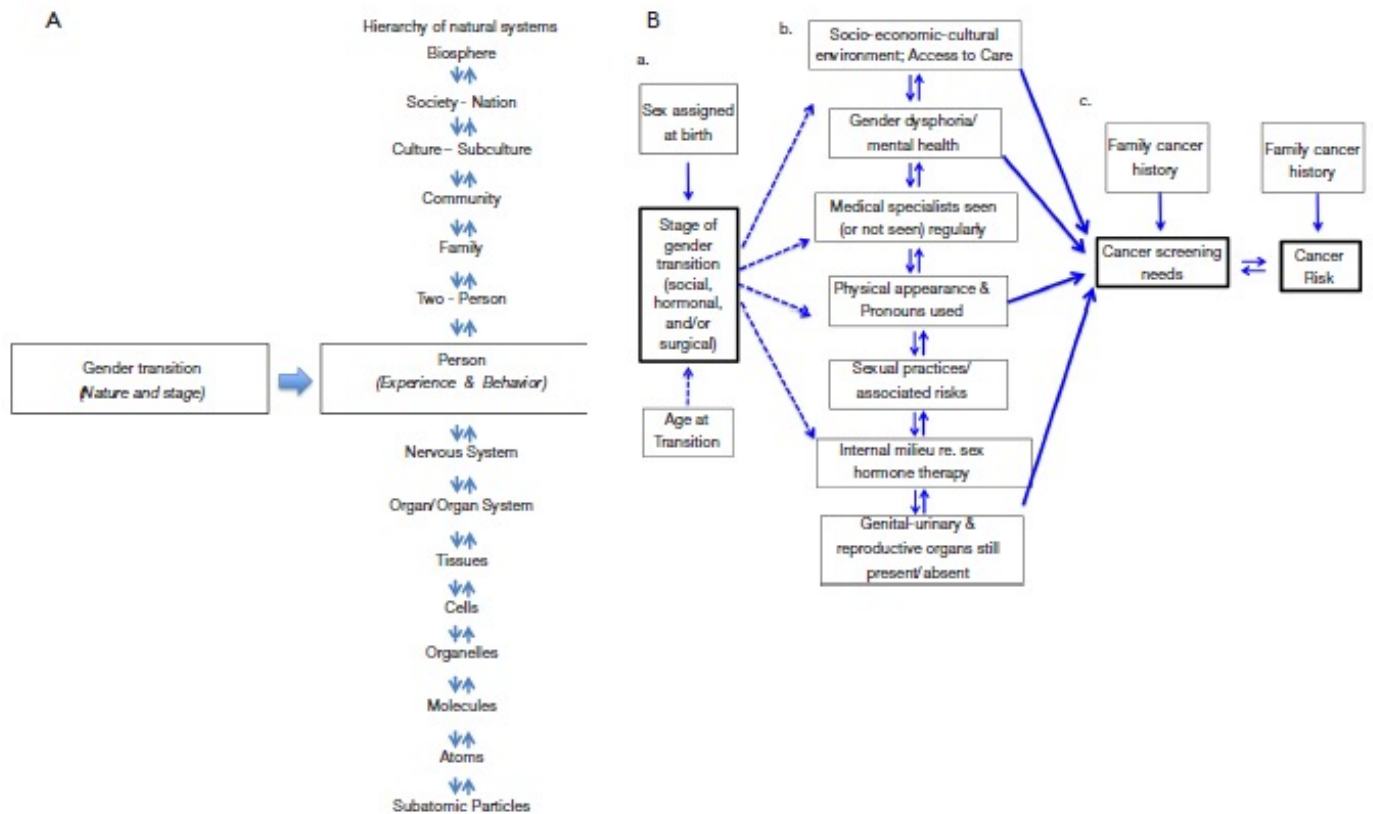 A
Hierarchy of natural systems
Biosphere
Society - Nation
Culture - Subculture
Community
Family
Two - Person
Gender transition
(Nature and stage)
Person
(Experience & Behavior)
Nervous System
Organ/Organ System
Tissues
Cells
Organelles
Molecules
Atoms
Subatomic Particles
B
a.
Sex assigned
at birth
Stage of
gender
transition
(social,
hormonal,
and/or
surgical)
Age at
Transition
b.
Socio-economic-cultural
environment; Access to Care
Gender dysphoria/
mental health
Medical specialists seen
(or not seen) regularly
Physical appearance &
Pronouns used
Sexual practices/
associated risks
Internal milieu re. sex
hormone therapy
Genital-urinary &
reproductive organs still
present/absent
c.
Family cancer
history
Cancer screening
needs
Family cancer
history
Cancer
Risk